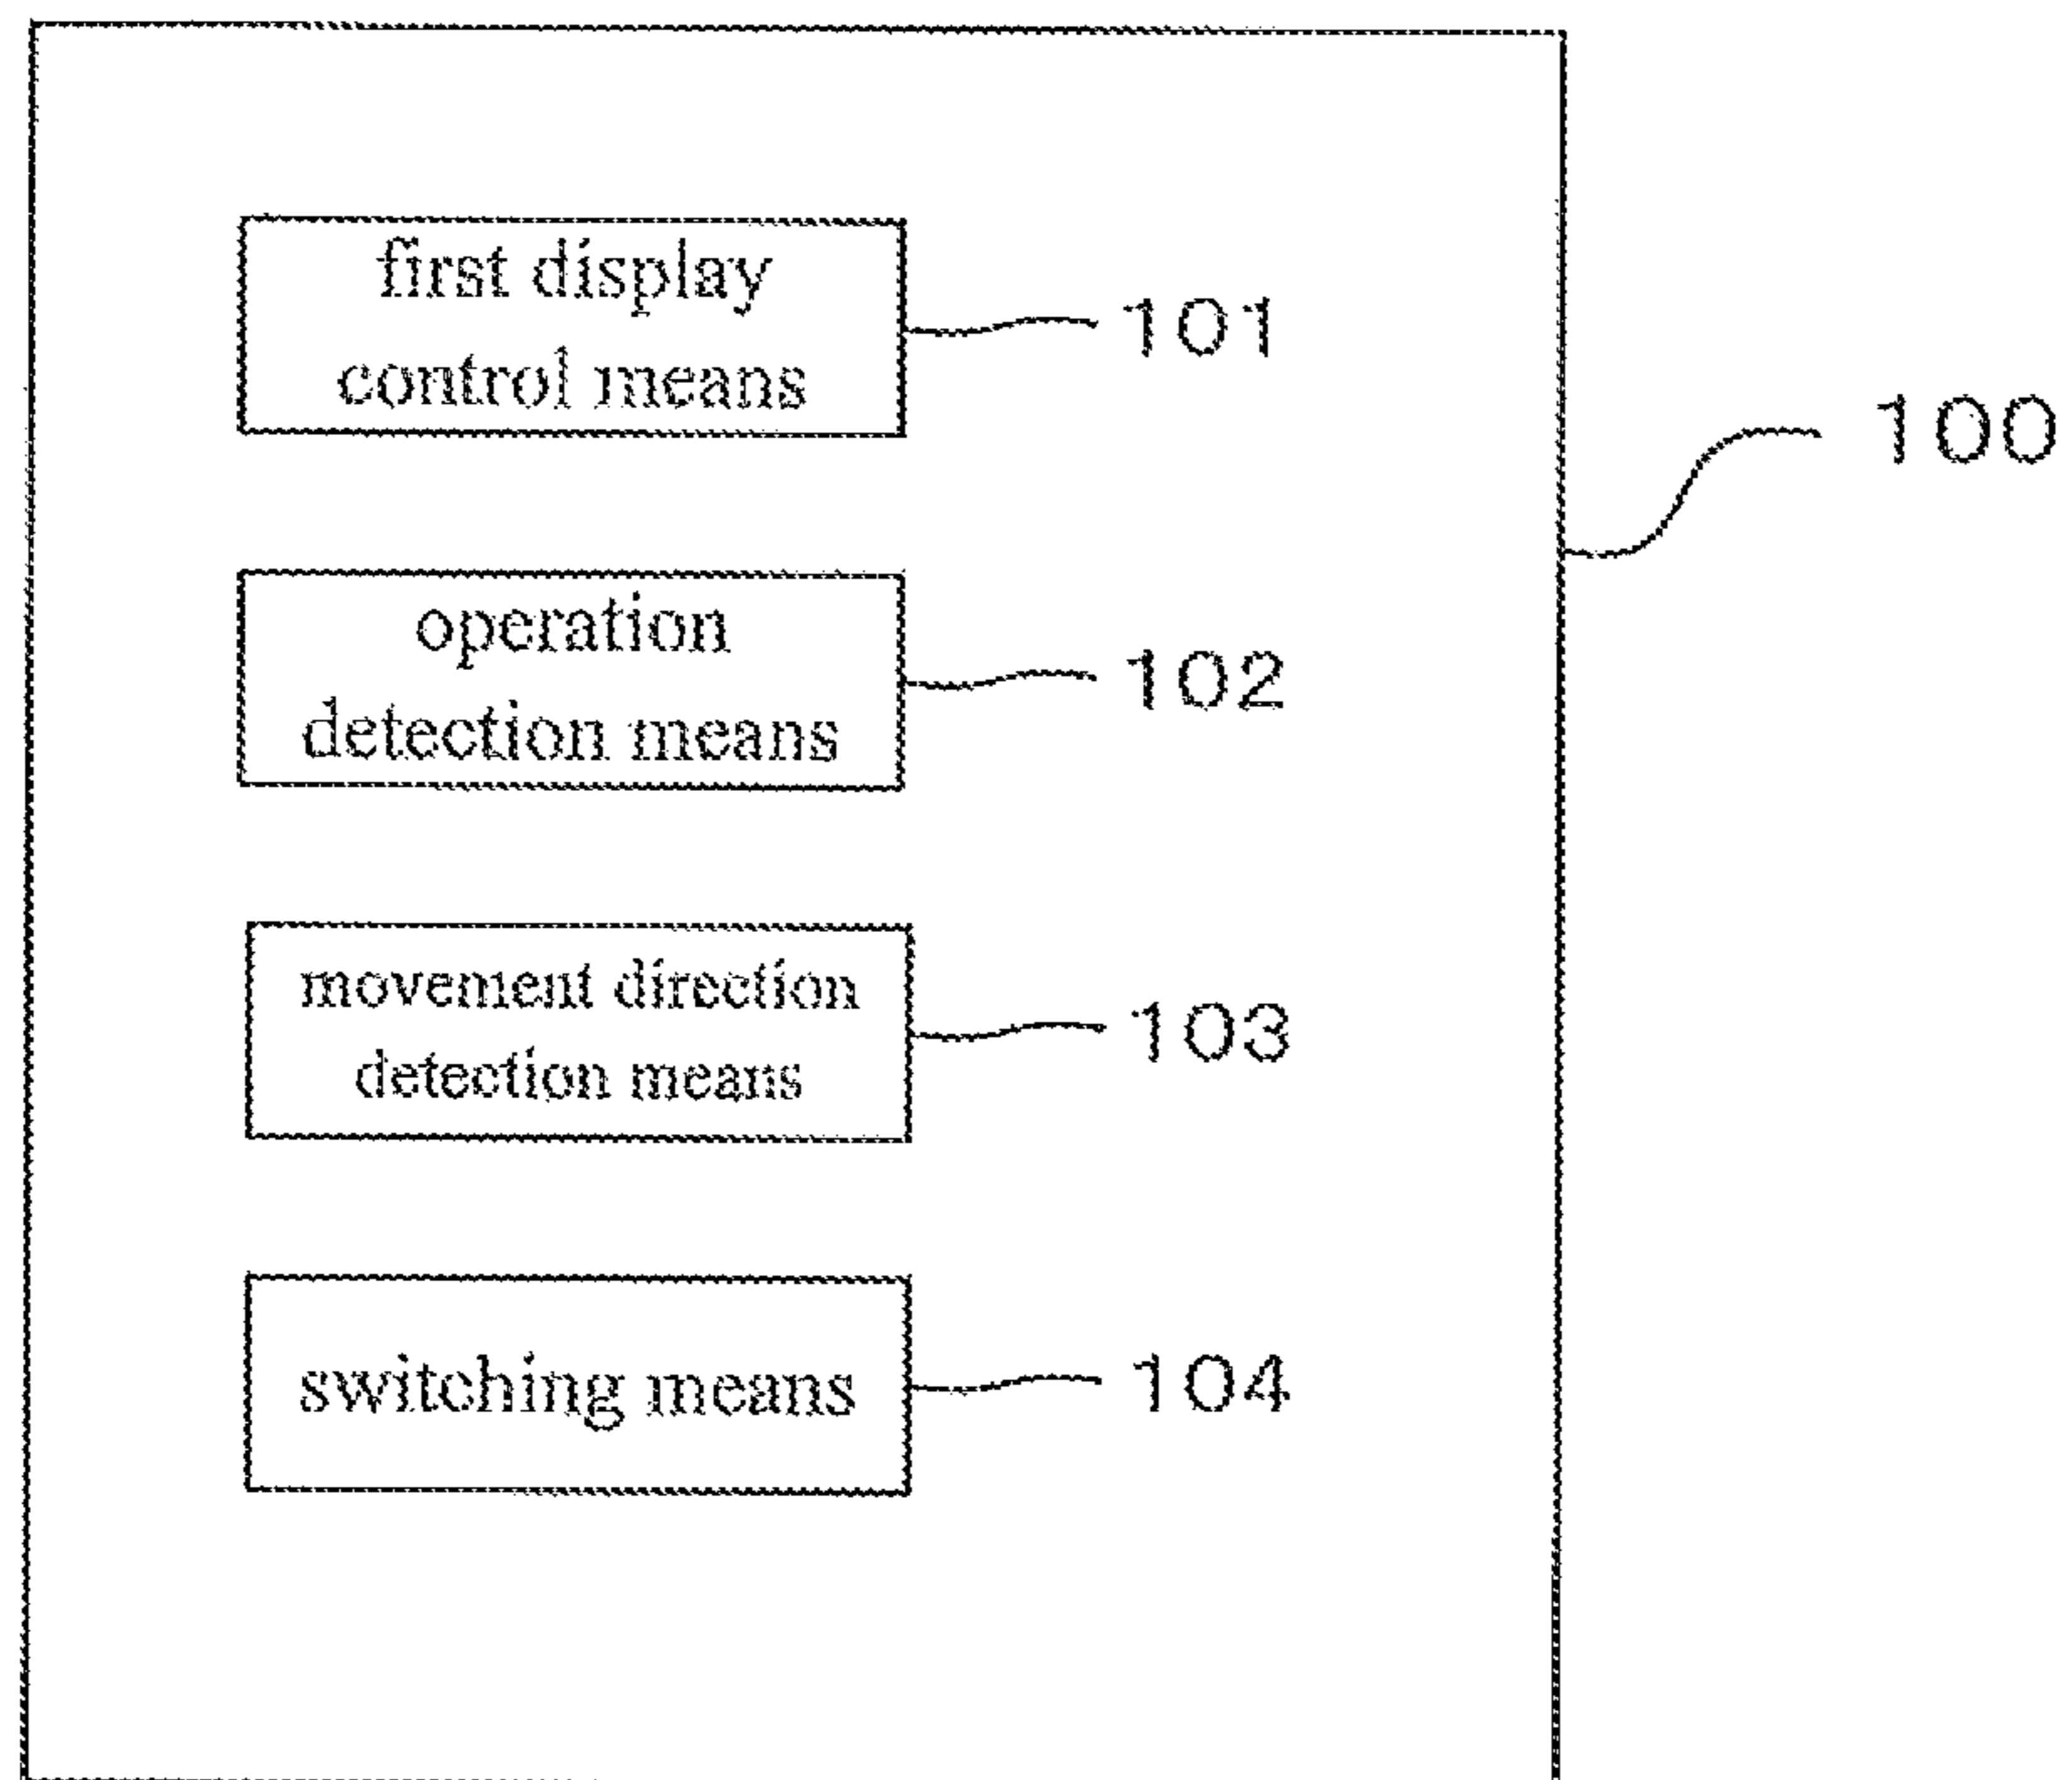 first display
control means
101
100
operation
detection means
102
movement direction
detection means
103
switching means
104